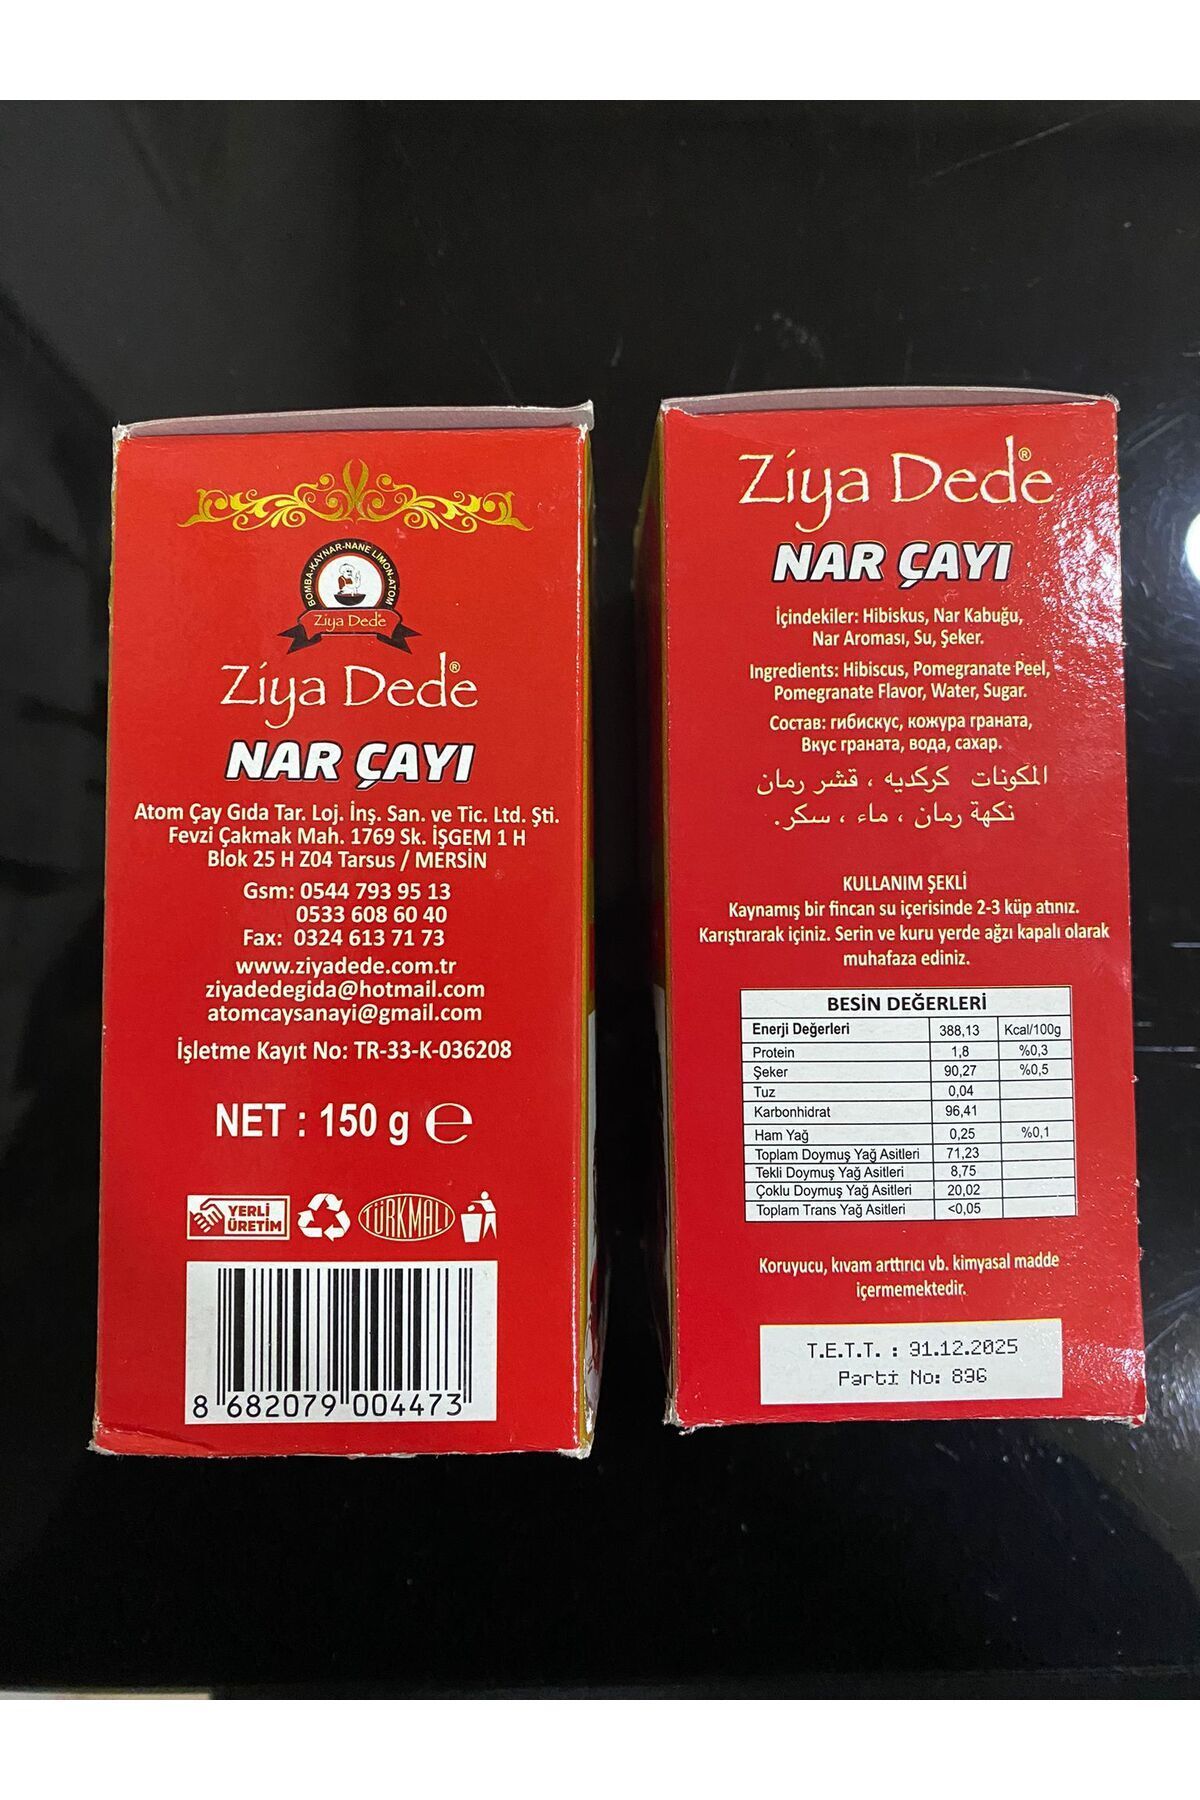 BOMBA-KAYNAR-NANE LİMON-ATOM
Ziya Dede
Ziya Dede®
NAR ÇAYI
Atom Çay Gıda Tar. Loj. İnş. San. ve Tic. Ltd. Şti.
Fevzi Çakmak Mah. 1769 Sk. İŞGEM 1 H
Blok 25 H Z04 Tarsus / MERSİN
Gsm: 0544 793 95 13
0533 608 60 40
Fax: 0324 613 71 73
www.ziyadede.com.tr
ziyadedegida@hotmail.com
atomcaysanayi@gmail.com
İşletme Kayıt No: TR-33-K-036208
NET : 150 g ℮
YERLİ
ÜRETİM
TÜRKMALI
8 682079 004473
Ziya Dede®
NAR ÇAYI
İçindekiler: Hibiskus, Nar Kabuğu,
Nar Aroması, Su, Şeker.
Ingredients: Hibiscus, Pomegranate Peel,
Pomegranate Flavor, Water, Sugar.
Состав: гибискус, кожура граната,
Вкус граната, вода, сахар.
المكونات كركديه ، قشر رمان
نكهة رمان ، ماء ، سكر.
KULLANIM ŞEKLİ
Kaynamış bir fincan su içerisinde 2-3 küp atınız.
Karıştırarak içiniz. Serin ve kuru yerde ağzı kapalı olarak
muhafaza ediniz.
BESİN DEĞERLERİ
Enerji Değerleri 388,13 Kcal/100g
Protein 1,8 %0,3
Şeker 90,27 %0,5
Tuz 0,04
Karbonhidrat 96,41
Ham Yağ 0,25 %0,1
Toplam Doymuş Yağ Asitleri 71,23
Tekli Doymuş Yağ Asitleri 8,75
Çoklu Doymuş Yağ Asitleri 20,02
Toplam Trans Yağ Asitleri <0,05
Koruyucu, kıvam arttırıcı vb. kimyasal madde
içermemektedir.
T.E.T.T. : 31.12.2025
Parti No: 896